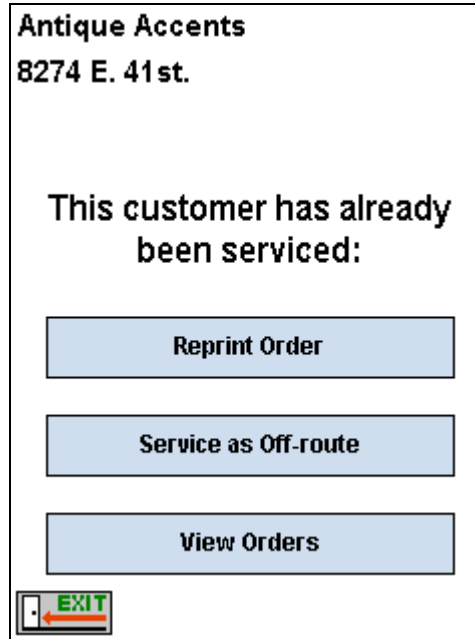 Antique Accents
8274 E. 41st.
This customer has already
been serviced:
Reprint Order
Service as Off-route
View Orders
EXIT